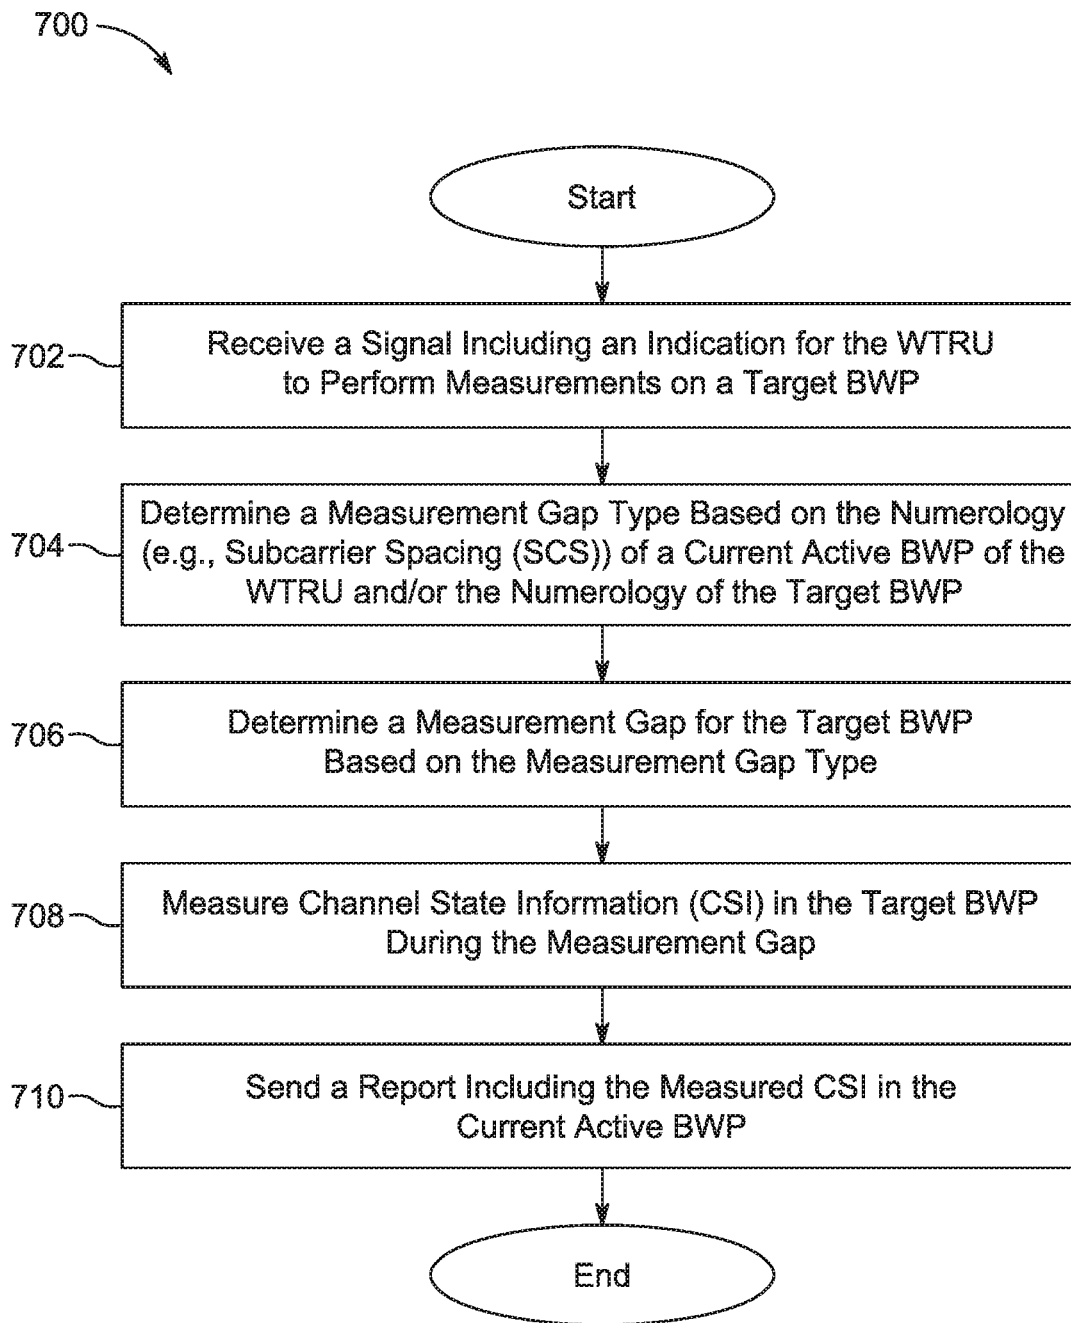 700
Start
702
Receive a Signal Including an Indication for the WTRU
to Perform Measurements on a Target BWP
704
Determine a Measurement Gap Type Based on the Numerology
(e.g., Subcarrier Spacing (SCS)) of a Current Active BWP of the
WTRU and/or the Numerology of the Target BWP
706
Determine a Measurement Gap for the Target BWP
Based on the Measurement Gap Type
708
Measure Channel State Information (CSI) in the Target BWP
During the Measurement Gap
710
Send a Report Including the Measured CSI in the
Current Active BWP
End